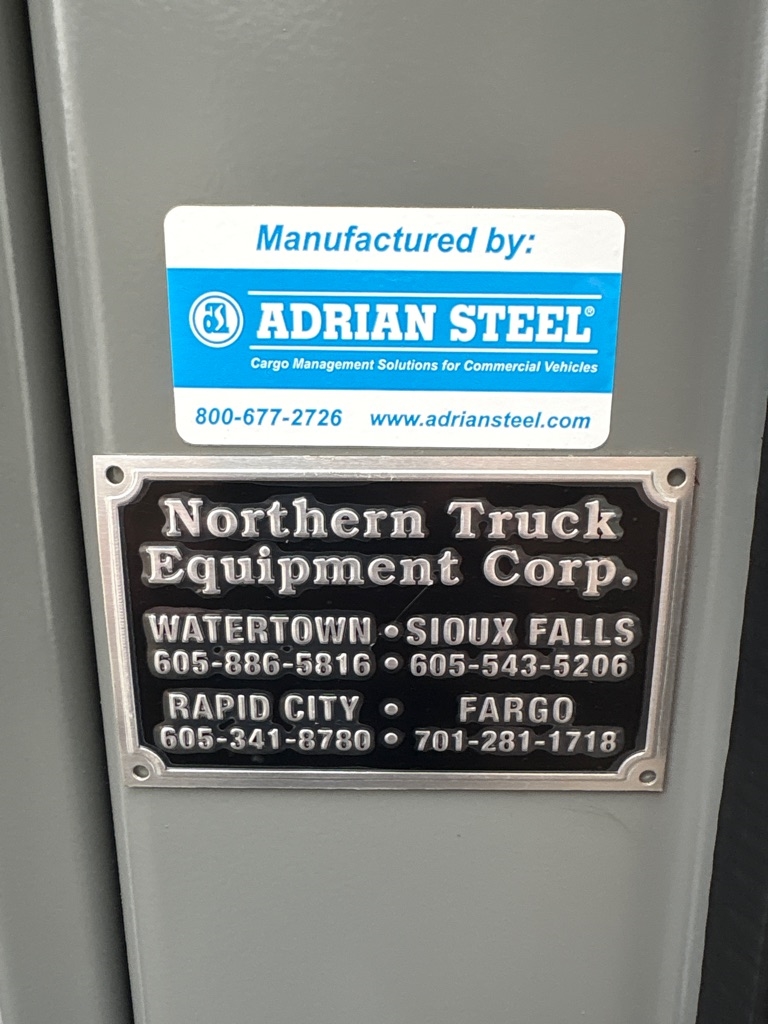 Manufactured by:
ADRIAN STEEL®
Cargo Management Solutions for Commercial Vehicles
800-677-2726 www.adriansteel.com
Northern Truck
Equipment Corp.
WATERTOWN • SIOUX FALLS
605-886-5816 • 605-543-5206
RAPID CITY • FARGO
605-341-8780 • 701-281-1718